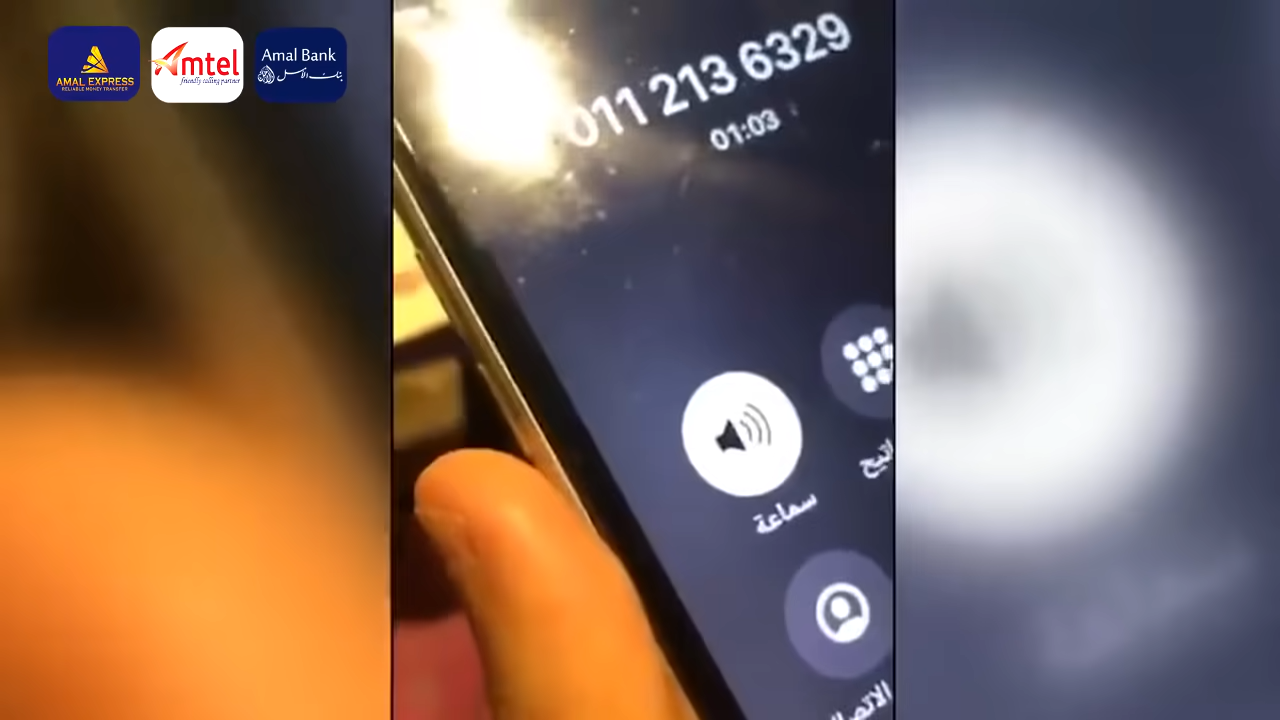 AMAL EXPRESS
RELIABLE MONEY TRANSFER
Amtel
friendly calling partner
Amal Bank
بنك الأمل
011 213 6329
01:03
سماعة